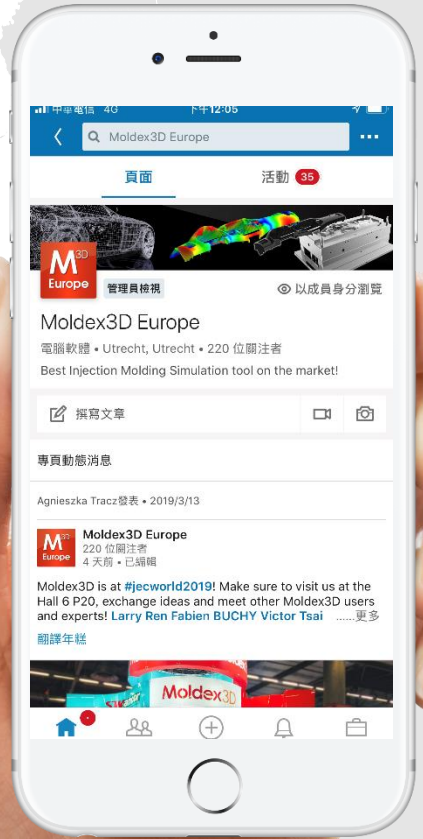 中華電信 4G 下午12:05
Moldex3D Europe
頁面 活動 35
M3D
Europe
管理員檢視 以成員身分瀏覽
Moldex3D Europe
電腦軟體 • Utrecht, Utrecht • 220 位關注者
Best Injection Molding Simulation tool on the market!
撰寫文章
專頁動態消息
Agnieszka Tracz發表 • 2019/3/13
M3D
Europe
Moldex3D Europe
220 位關注者
4 天前 • 已編輯
Moldex3D is at #jecworld2019! Make sure to visit us at the
Hall 6 P20, exchange ideas and meet other Moldex3D users
and experts! Larry Ren Fabien BUCHY Victor Tsai ……更多
翻譯年糕
Moldex3D